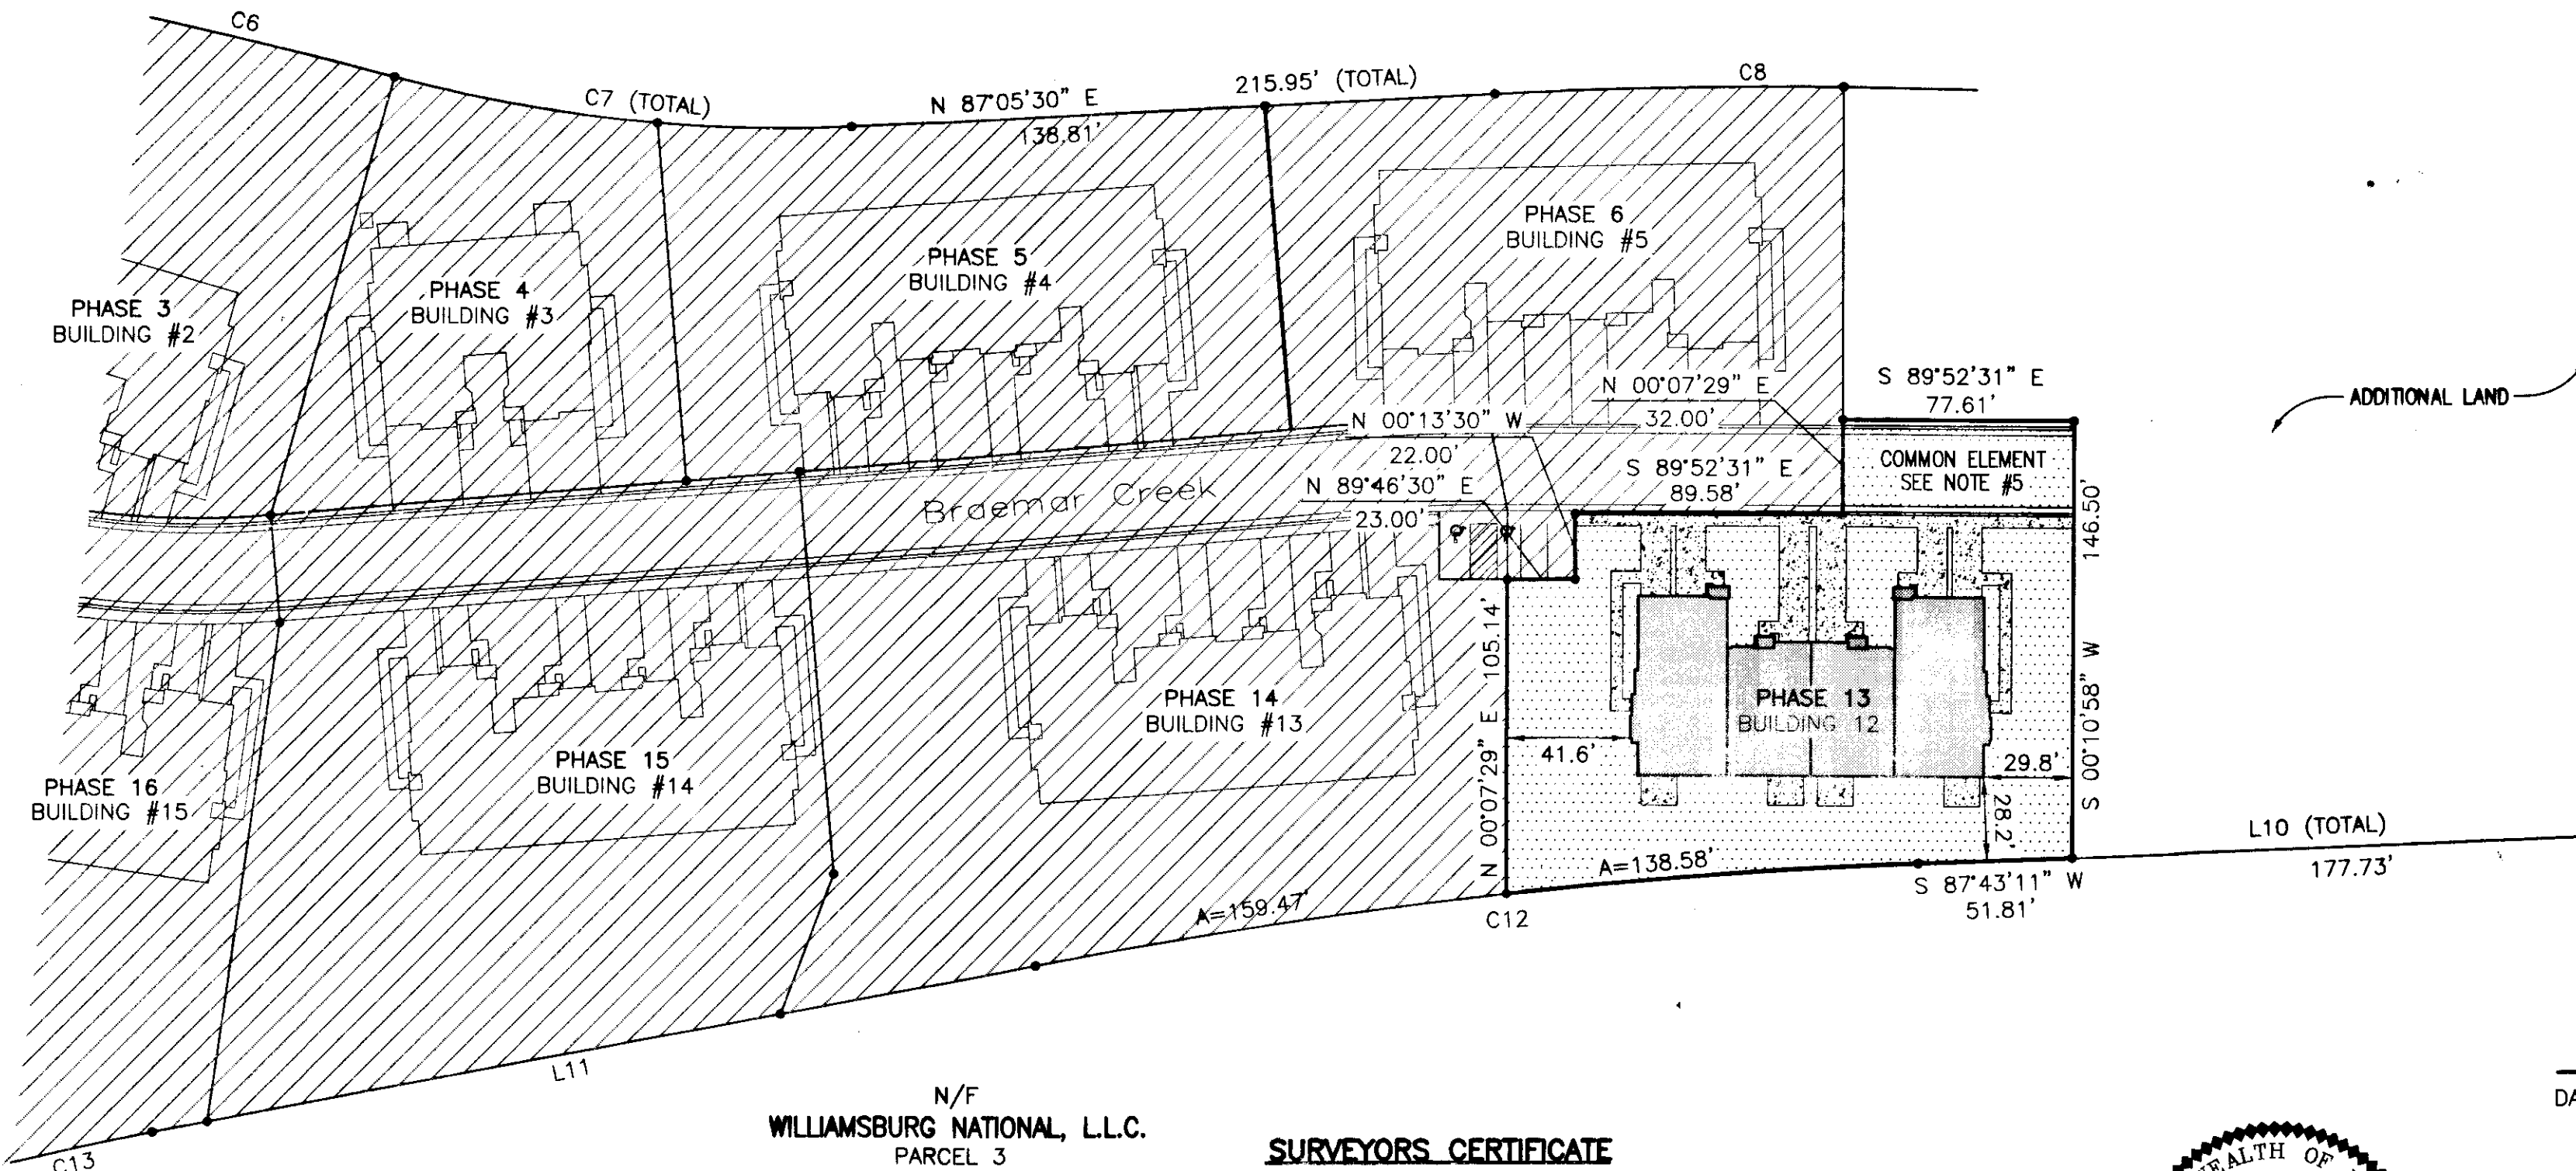 C6
C7 (TOTAL)
N 87°05'30" E
138.81'
215.95' (TOTAL)
C8
PHASE 3
BUILDING #2
PHASE 4
BUILDING #3
PHASE 5
BUILDING #4
PHASE 6
BUILDING #5
N 00°07'29" E
32.00'
S 89°52'31" E
77.61'
ADDITIONAL LAND
N 00°13'30" W
22.00'
N 89°46'30" E
23.00'
S 89°52'31" E
89.58'
COMMON ELEMENT
SEE NOTE #5
Braemar Creek
S 00°10'58" W 146.50'
N 00°07'29" E 105.14'
PHASE 13
BUILDING 12
41.6'
29.8'
28.2'
PHASE 14
BUILDING #13
PHASE 15
BUILDING #14
PHASE 16
BUILDING #15
L10 (TOTAL)
177.73'
A=138.58'
S 87°43'11" W
51.81'
A=159.47'
C12
L11
C13
N/F
WILLIAMSBURG NATIONAL, L.L.C.
PARCEL 3
SURVEYORS CERTIFICATE
DA
EALTH OF